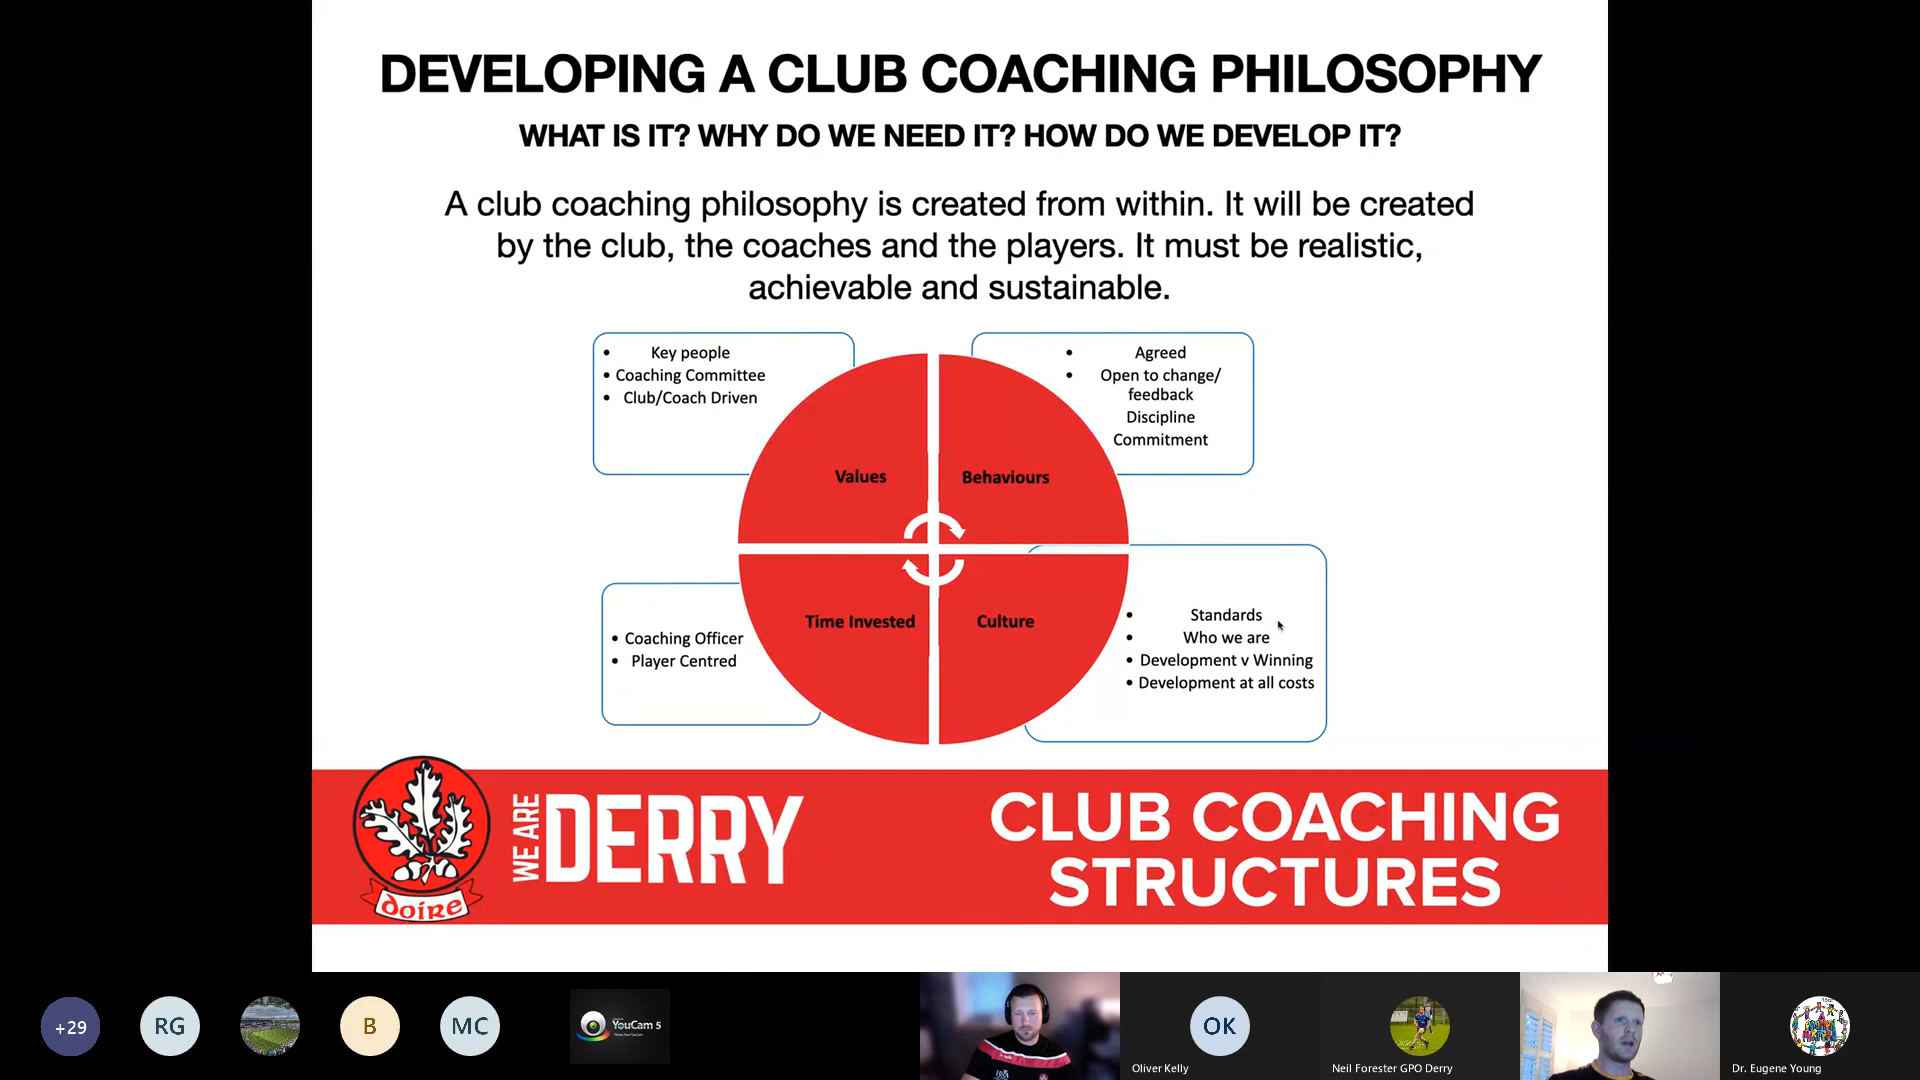 DEVELOPING A CLUB COACHING PHILOSOPHY
WHAT IS IT? WHY DO WE NEED IT? HOW DO WE DEVELOP IT?
A club coaching philosophy is created from within. It will be created
by the club, the coaches and the players. It must be realistic,
achievable and sustainable.
• Key people
• Coaching Committee
• Club/Coach Driven
• Agreed
• Open to change/
feedback
Discipline
Commitment
Values
Behaviours
Time Invested
Culture
• Coaching Officer
• Player Centred
• Standards
• Who we are
• Development v Winning
• Development at all costs
doire
WE ARE
DERRY
CLUB COACHING
STRUCTURES
+29
RG
B
MC
YouCam 5
OK
Oliver Kelly
Neil Forester GPO Derry
Dr. Eugene Young